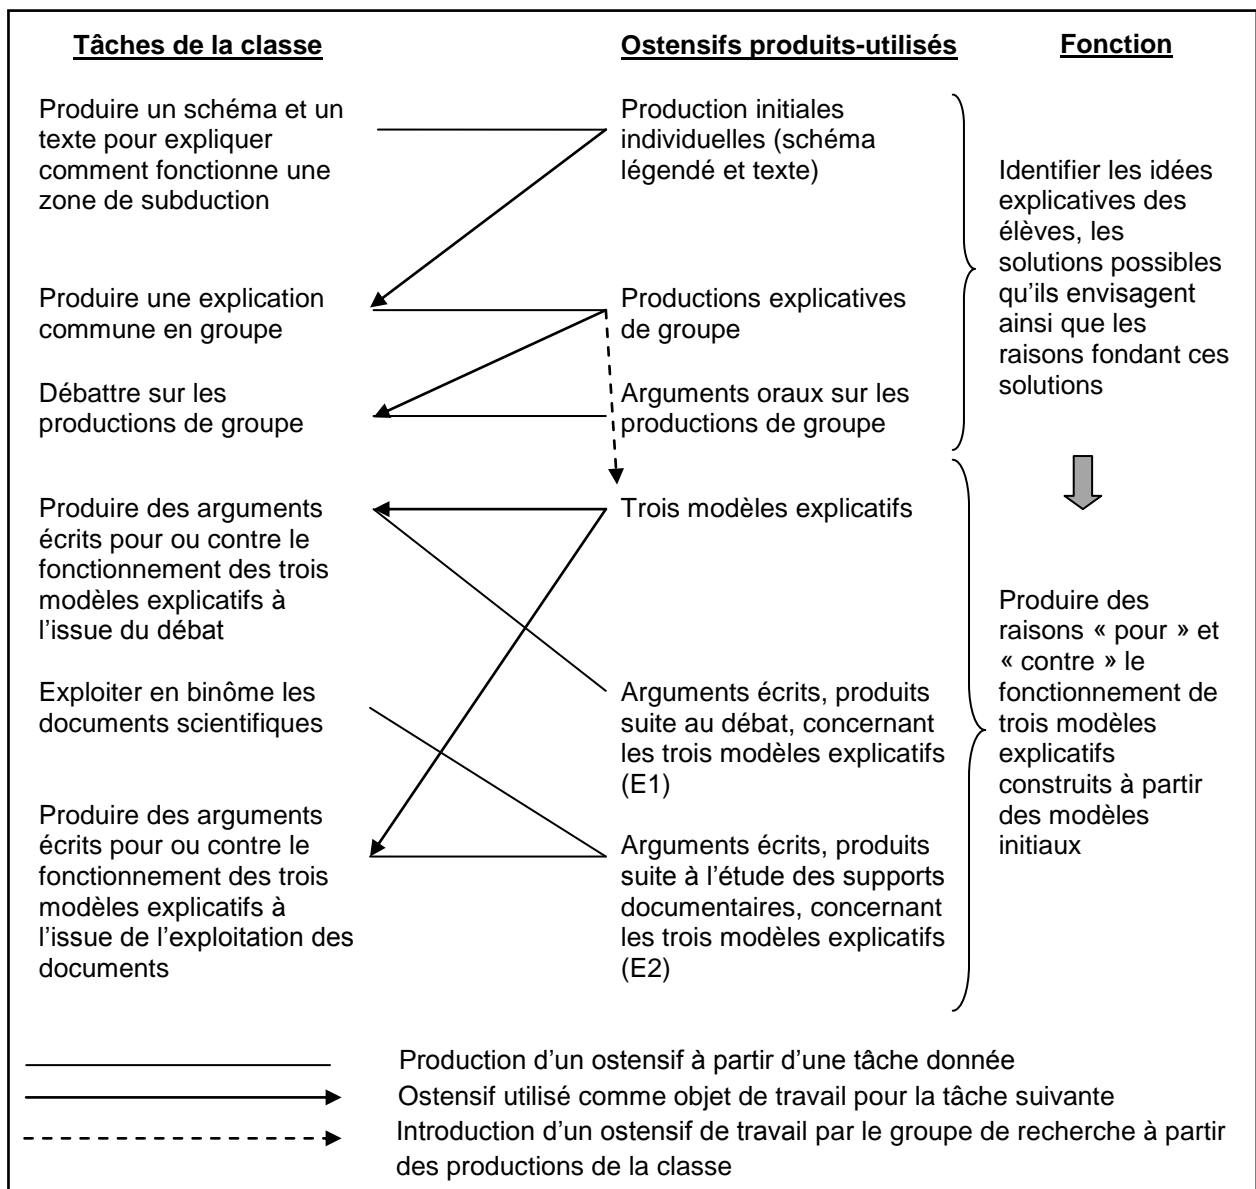 Tâches de la classe
Ostensifs produits-utilisés
Fonction
Produire un schéma et un
texte pour expliquer
comment fonctionne une
zone de subduction
Production initiales
individuelles (schéma
légendé et texte)
Identifier les idées
explicatives des
élèves, les
solutions possibles
qu’ils envisagent
ainsi que les
raisons fondant ces
solutions
Produire une explication
commune en groupe
Productions explicatives
de groupe
Débattre sur les
productions de groupe
Arguments oraux sur les
productions de groupe
Produire des arguments
écrits pour ou contre le
fonctionnement des trois
modèles explicatifs à
l’issue du débat
Trois modèles explicatifs
Produire des
raisons « pour » et
« contre » le
fonctionnement de
trois modèles
explicatifs
construits à partir
des modèles
initiaux
Exploiter en binôme les
documents scientifiques
Arguments écrits, produits
suite au débat, concernant
les trois modèles explicatifs
(E1)
Produire des arguments
écrits pour ou contre le
fonctionnement des trois
modèles explicatifs à
l’issue de l’exploitation des
documents
Arguments écrits, produits
suite à l’étude des supports
documentaires, concernant
les trois modèles explicatifs
(E2)
Production d’un ostensif à partir d’une tâche donnée
Ostensif utilisé comme objet de travail pour la tâche suivante
Introduction d’un ostensif de travail par le groupe de recherche à partir
des productions de la classe